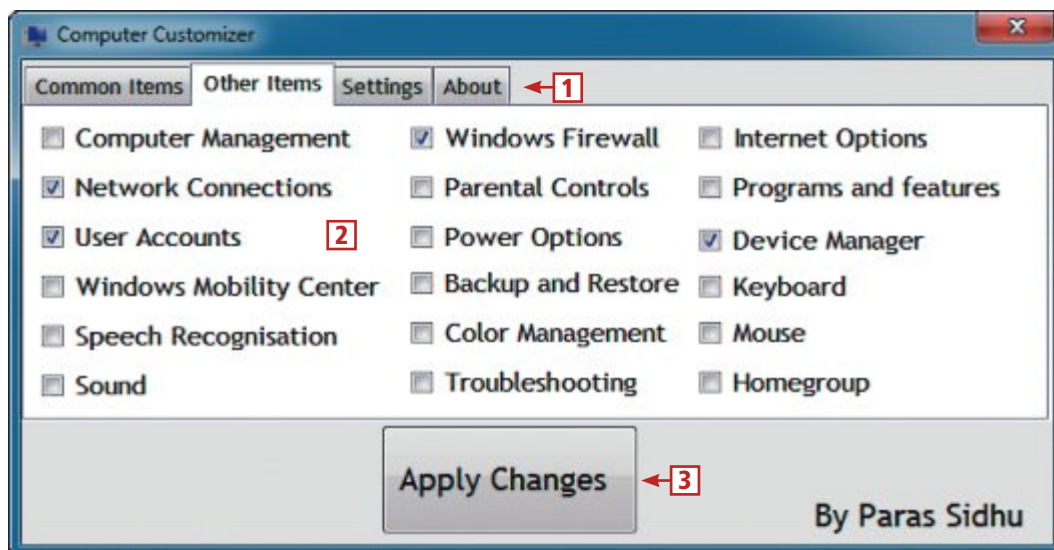 Computer Customizer
Common Items Other Items Settings About 1
Computer Management Windows Firewall Internet Options
Network Connections Parental Controls Programs and features
User Accounts 2 Power Options Device Manager
Windows Mobility Center Backup and Restore Keyboard
Speech Recognisation Color Management Mouse
Sound Troubleshooting Homegroup
Apply Changes 3
By Paras Sidhu